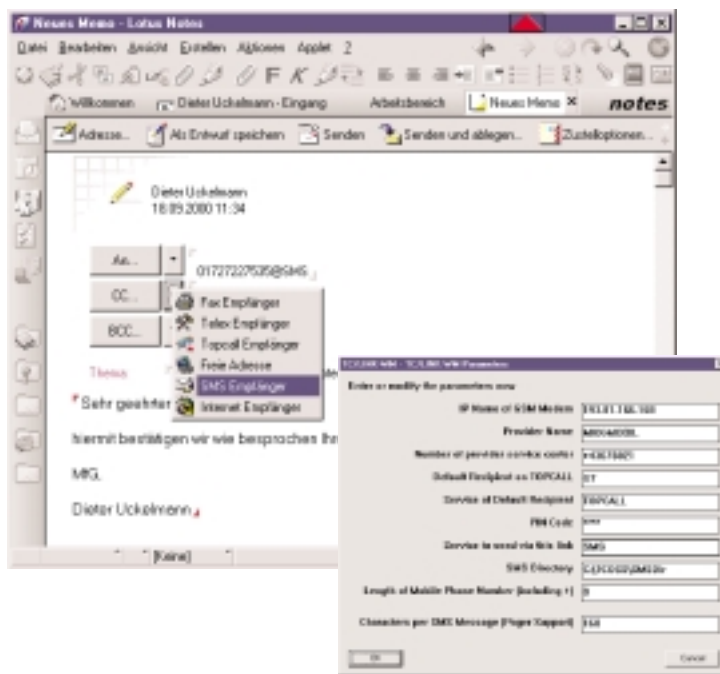 Neues Memo - Lotus Notes
Datei Bearbeiten Ansicht Erstellen Aktionen Applet ?
F K
Willkommen Dieter Uckelmann - Eingang Arbeitsbereich Neues Memo notes
Adresse... Als Entwurf speichern Senden Senden und ablegen... Zustelloptionen...
Dieter Uckelmann
18.09.2000 11:34
An...
01727227535@SMS
CC...
BCC...
Fax Empfänger
Telex Empfänger
Topcall Empfänger
Freie Adresse
SMS Empfänger
Internet Empfänger
Thema:
Sehr geehrter
hiermit bestätigen wir wie besprochen Ihr
MfG,
Dieter Uckelmann
[Keine]
Enter or modify the parameters now
IP Name of GSM Modem
Provider Name
Number of provider service center
Default Recipient on TOPCALL
Service of Default Recipient TOPCALL
PIN Code ****
Service to send via this link SMS
SMS Directory
Length of Mobile Phone Number (including +)
Characters per SMS Message (Pager Support) 160
OK Cancel